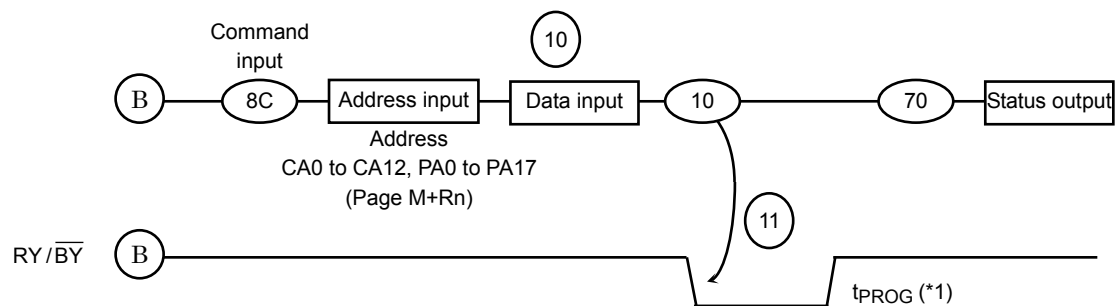 Command
input
10
B
8C
Address input
Data input
10
70
Status output
Address
CA0 to CA12, PA0 to PA17
(Page M+Rn)
11
RY/BY
B
tPROG (*1)